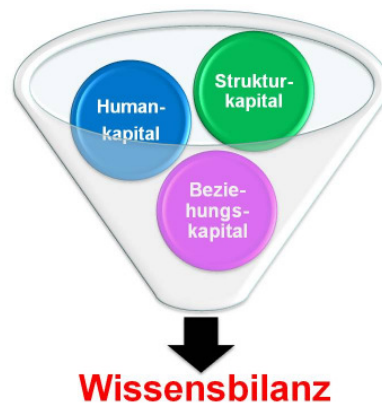 Human-
kapital
Struktur-
kapital
Bezie-
hungs-
kapital
Wissensbilanz